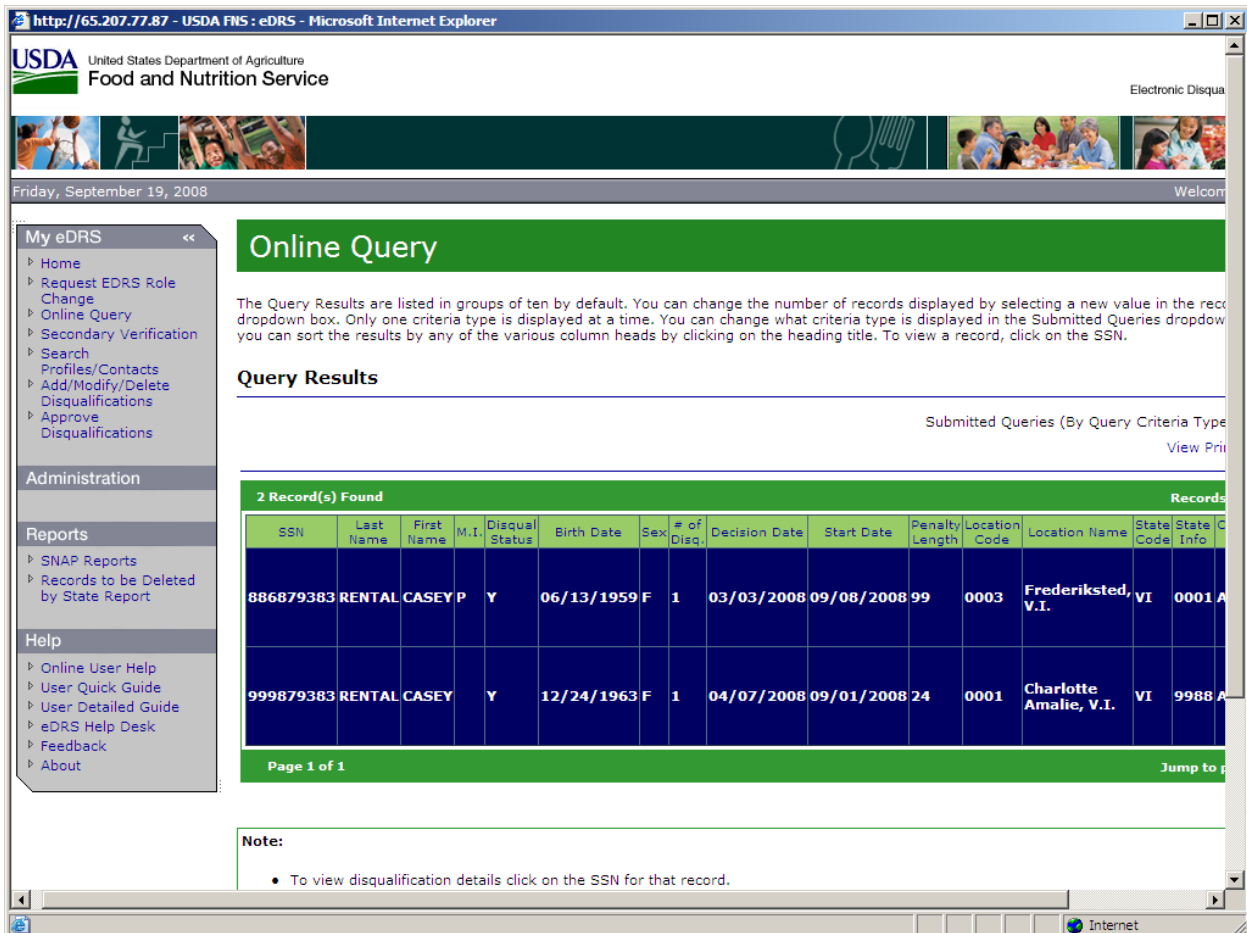 http://65.207.77.87 - USDA FNS : eDRS - Microsoft Internet Explorer
USDA
United States Department of Agriculture
Food and Nutrition Service
Electronic Disqua
Friday, September 19, 2008
Welcom
My eDRS <<
Home
Request EDRS Role
Change
Online Query
Secondary Verification
Search
Profiles/Contacts
Add/Modify/Delete
Disqualifications
Approve
Disqualifications
Administration
Reports
SNAP Reports
Records to be Deleted
by State Report
Help
Online User Help
User Quick Guide
User Detailed Guide
eDRS Help Desk
Feedback
About
Online Query
The Query Results are listed in groups of ten by default. You can change the number of records displayed by selecting a new value in the reco
dropdown box. Only one criteria type is displayed at a time. You can change what criteria type is displayed in the Submitted Queries dropdow
you can sort the results by any of the various column heads by clicking on the heading title. To view a record, click on the SSN.
Query Results
Submitted Queries (By Query Criteria Type
View Prin
2 Record(s) Found Records
SSN Last Name First Name M.I. Disqual Status Birth Date Sex # of Disq. Decision Date Start Date Penalty Length Location Code Location Name State Code State Info C
886879383 RENTAL CASEY P Y 06/13/1959 F 1 03/03/2008 09/08/2008 99 0003 Frederiksted, V.I. VI 0001 A
999879383 RENTAL CASEY Y 12/24/1963 F 1 04/07/2008 09/01/2008 24 0001 Charlotte Amalie, V.I. VI 9988 A
Page 1 of 1 Jump to p
Note:
• To view disqualification details click on the SSN for that record.
Internet